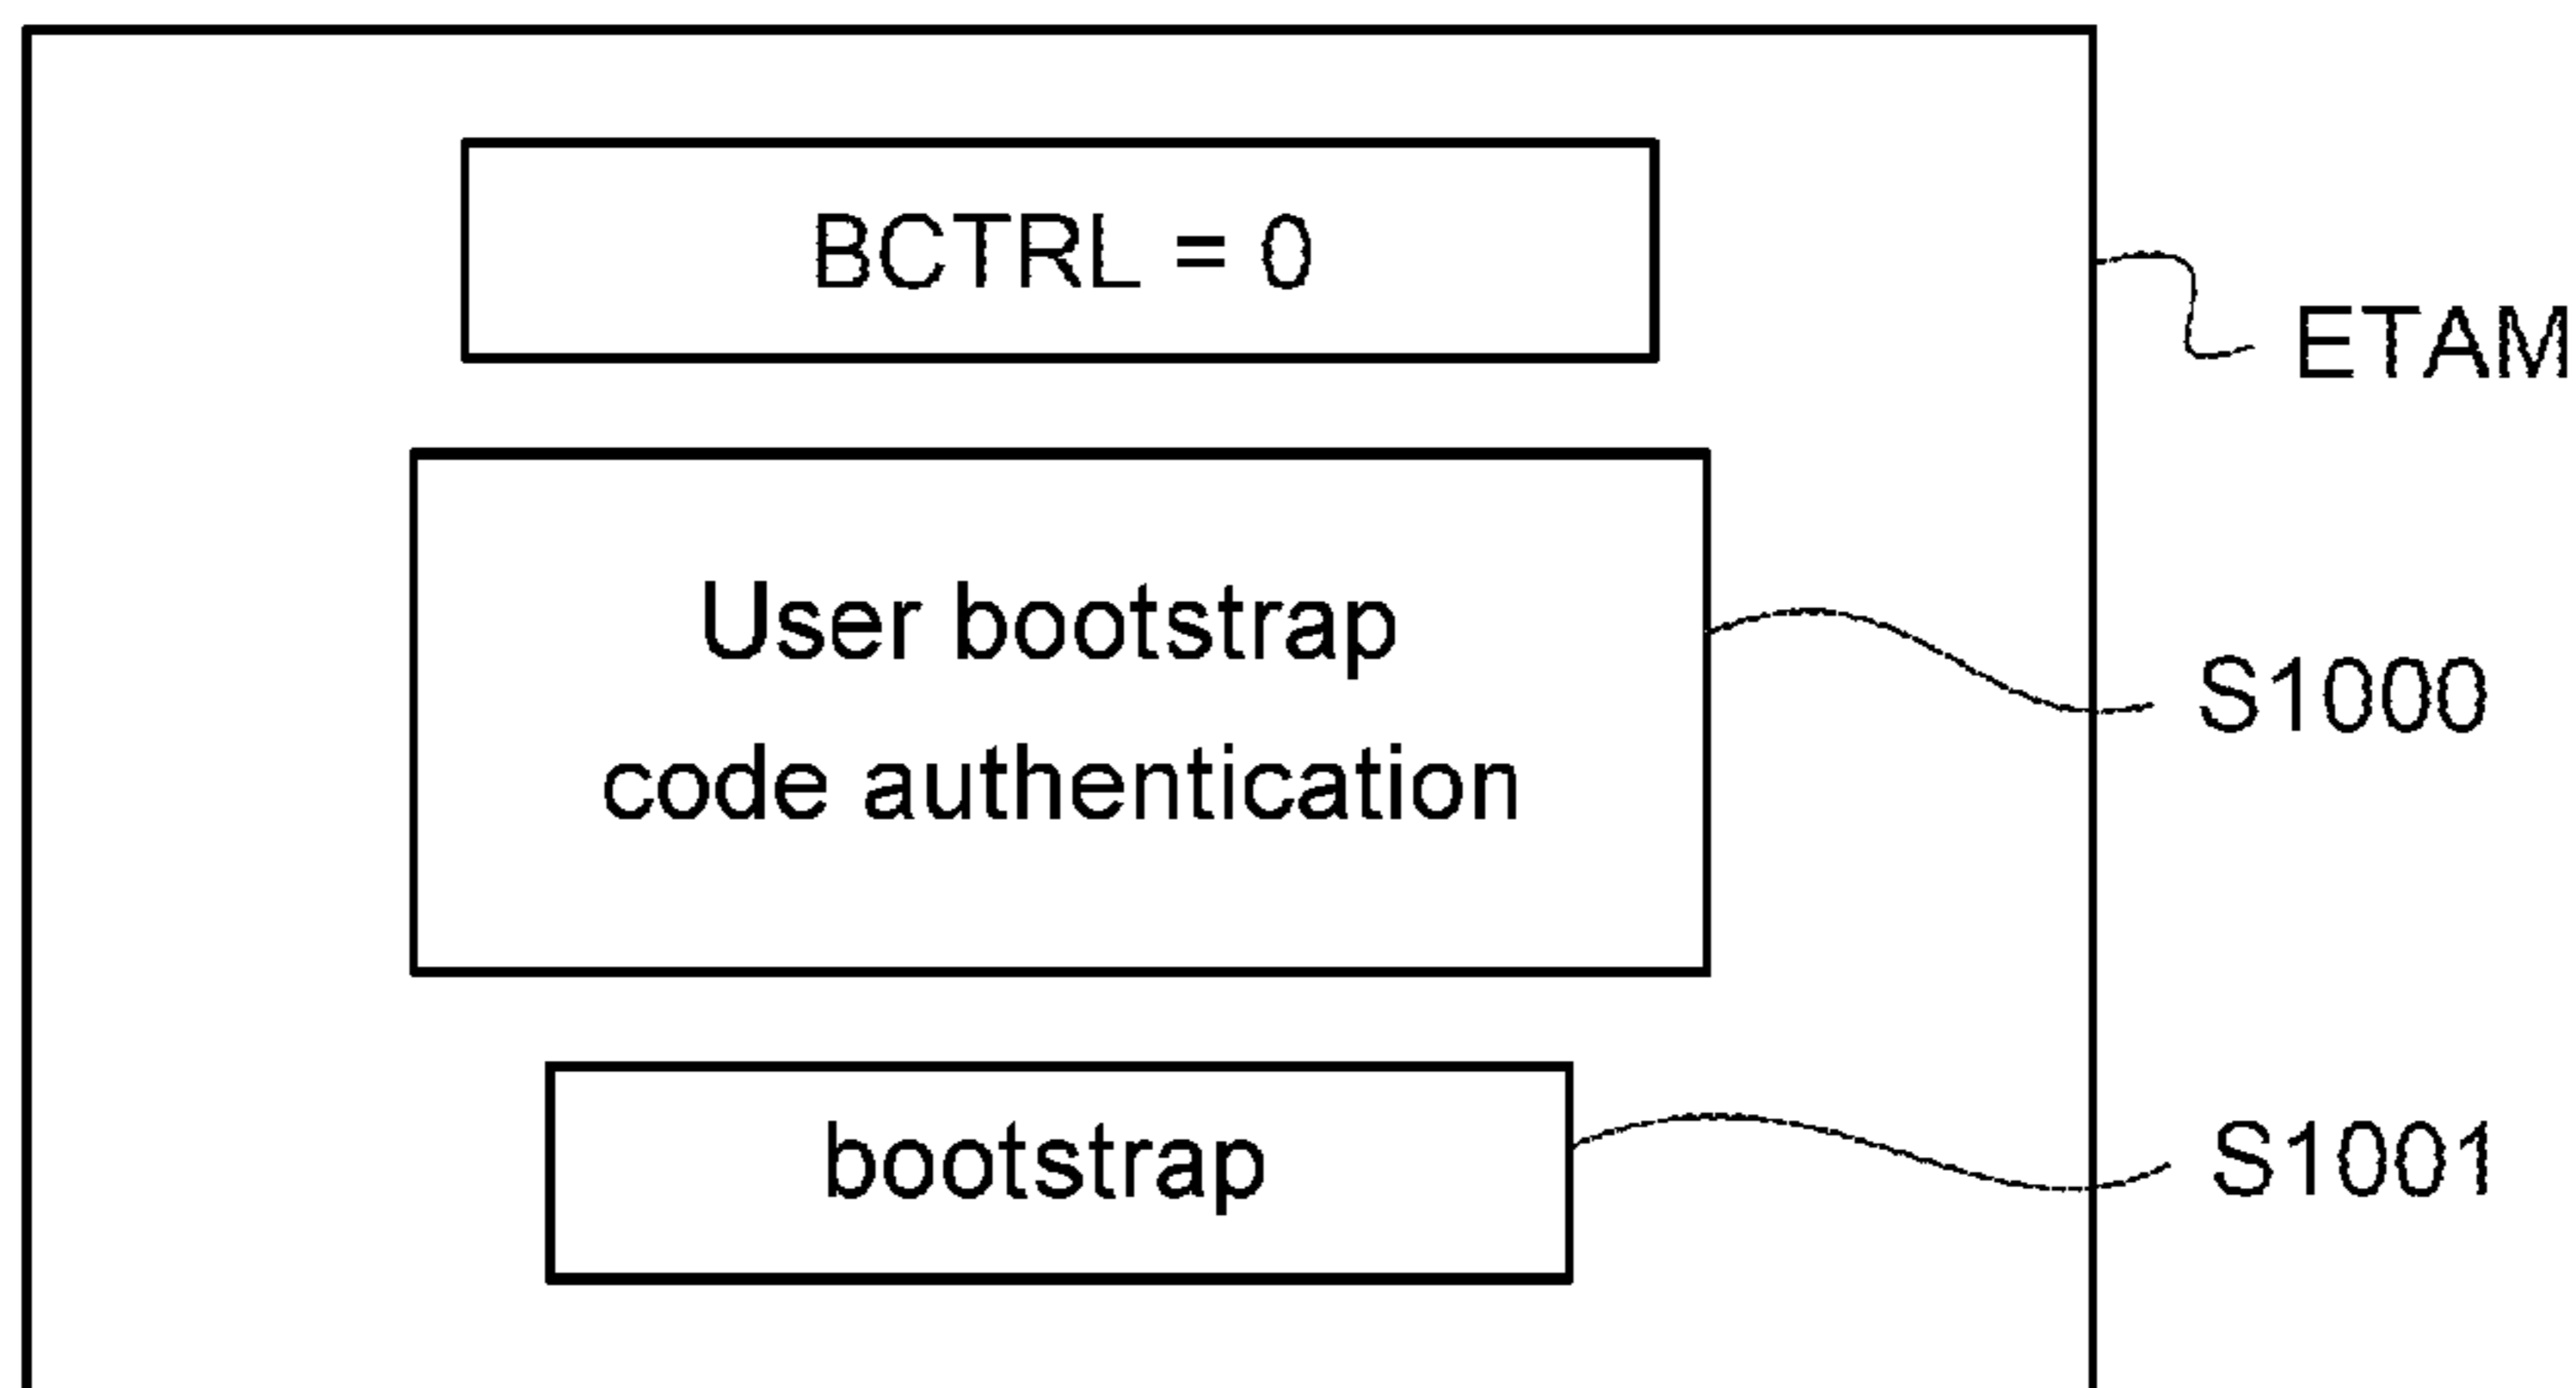 BCTRL = 0
ETAM
User bootstrap
code authentication
S1000
bootstrap
S1001